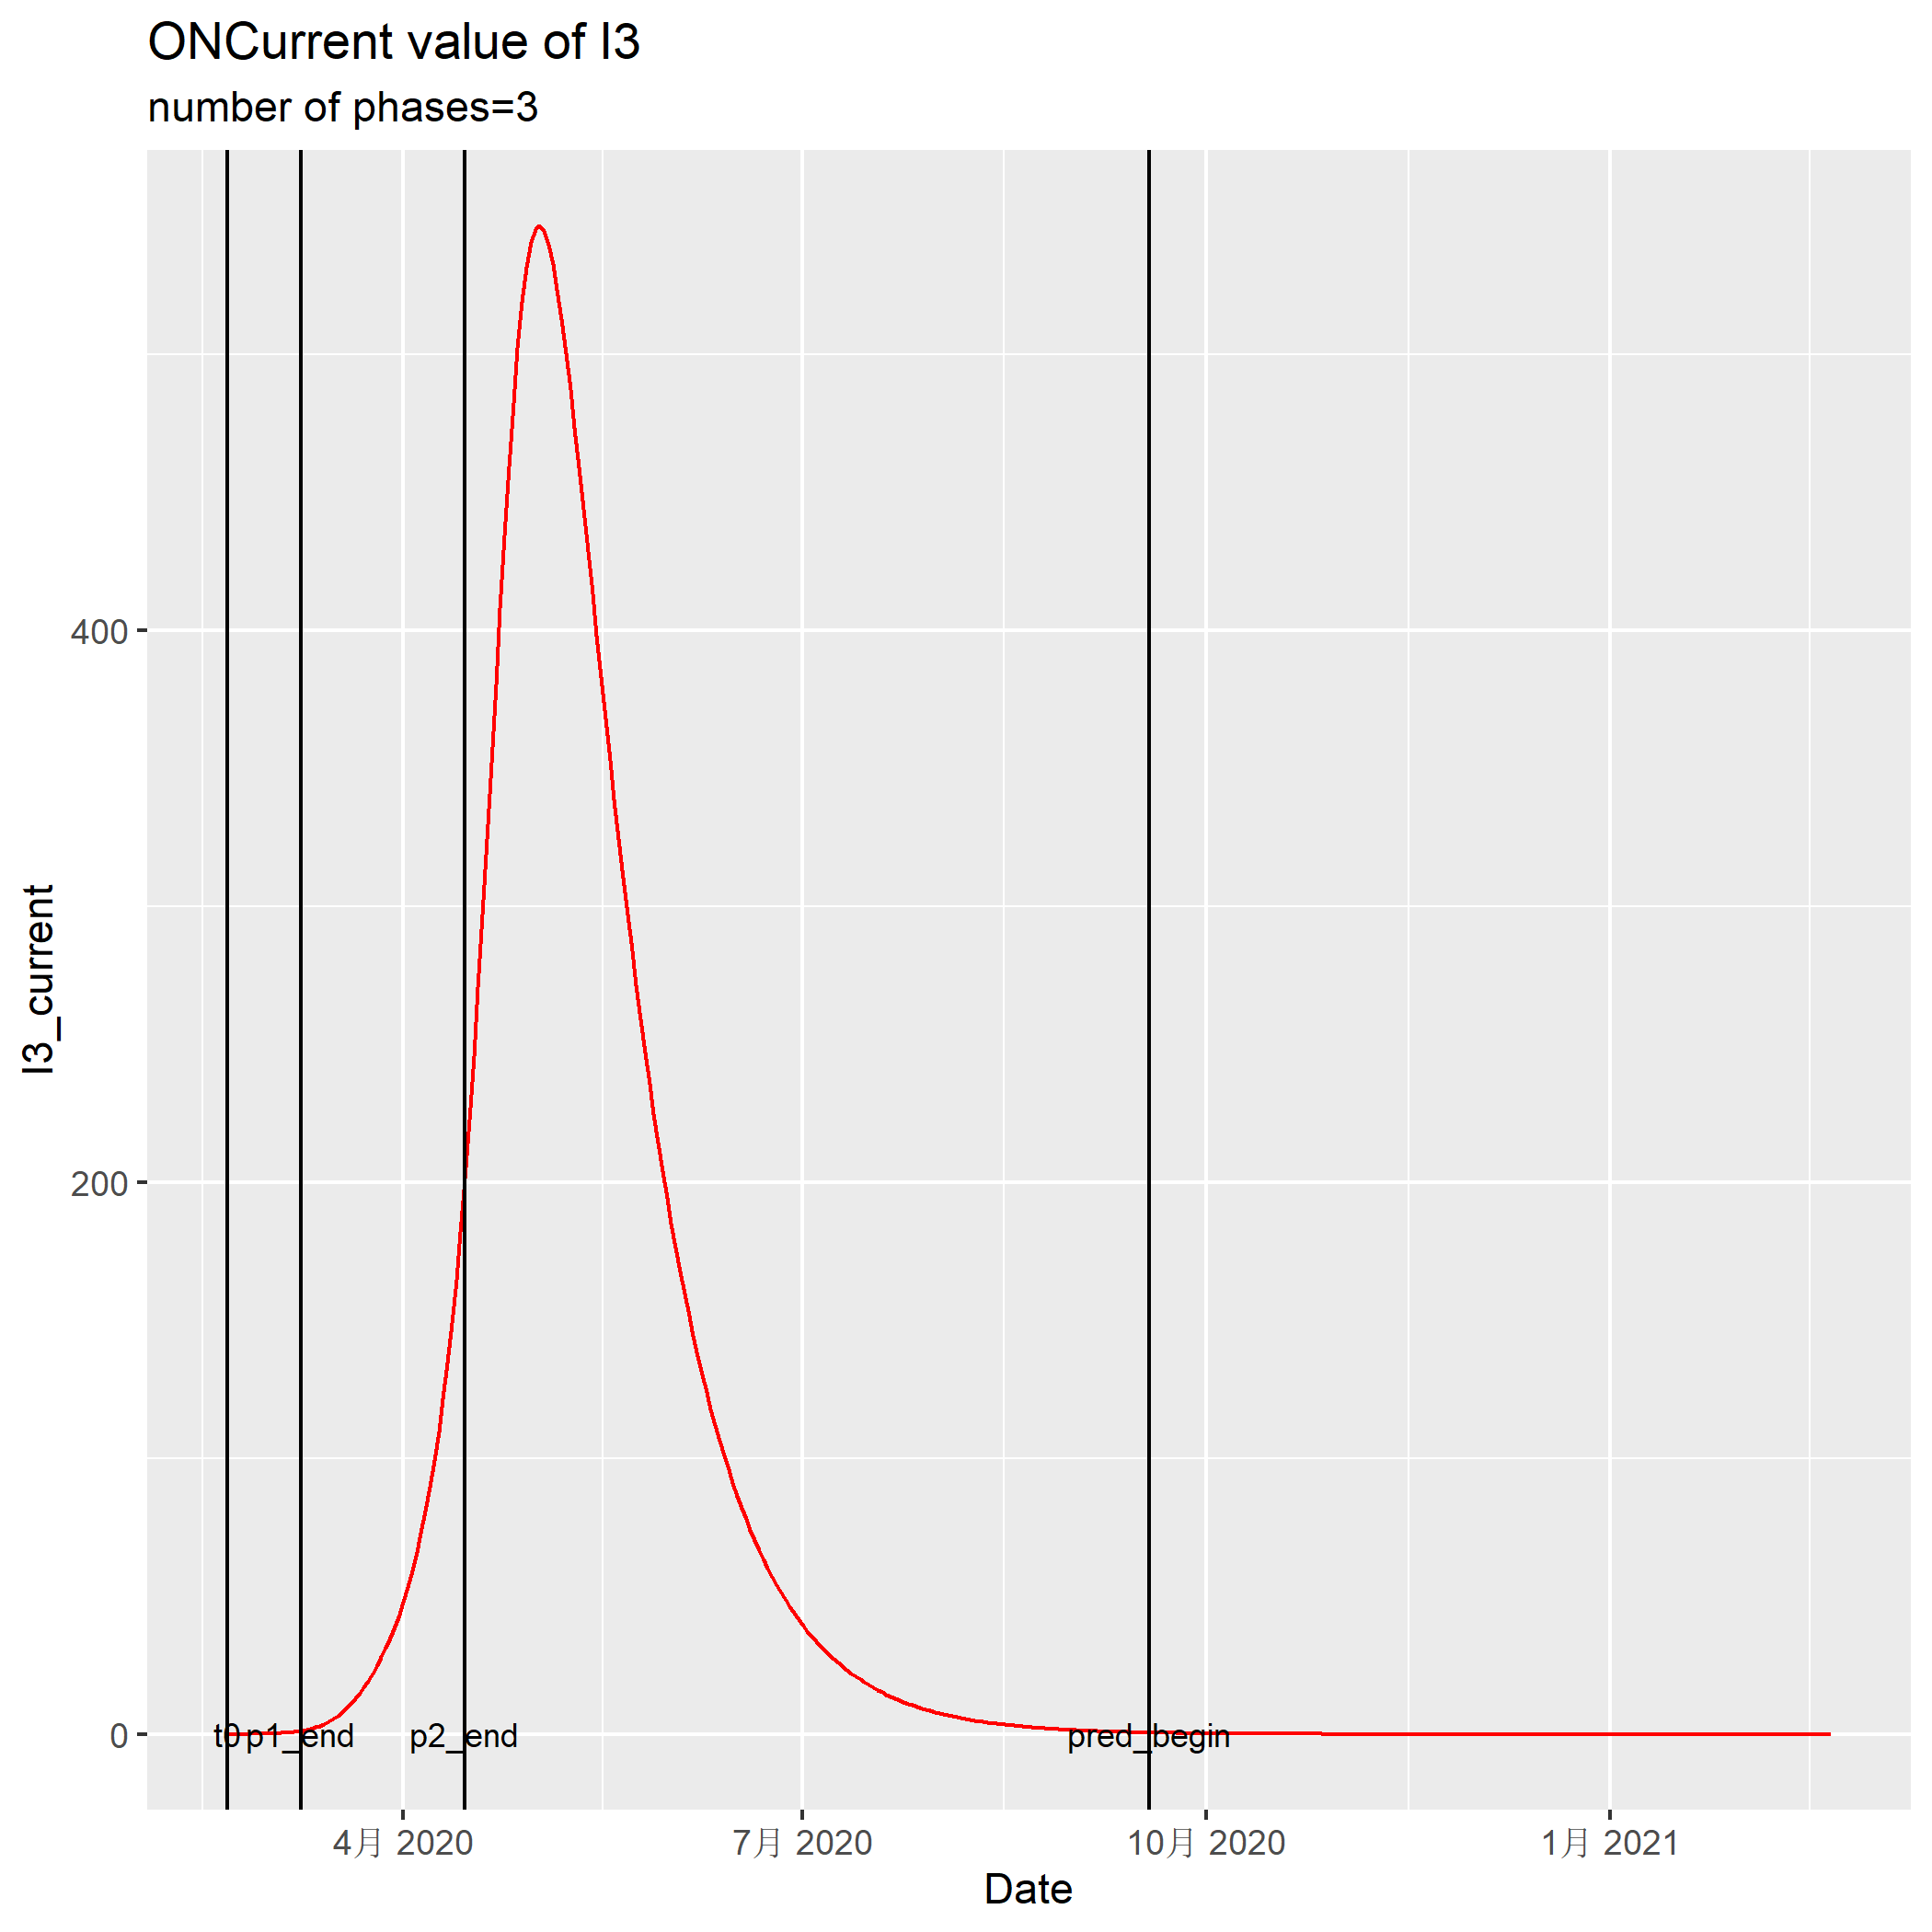 ONCurrent value of I3
number of phases=3
I3_current
400
200
0
t0 p1_end p2_end pred_begin
4月 2020 7月 2020 10月 2020 1月 2021
Date